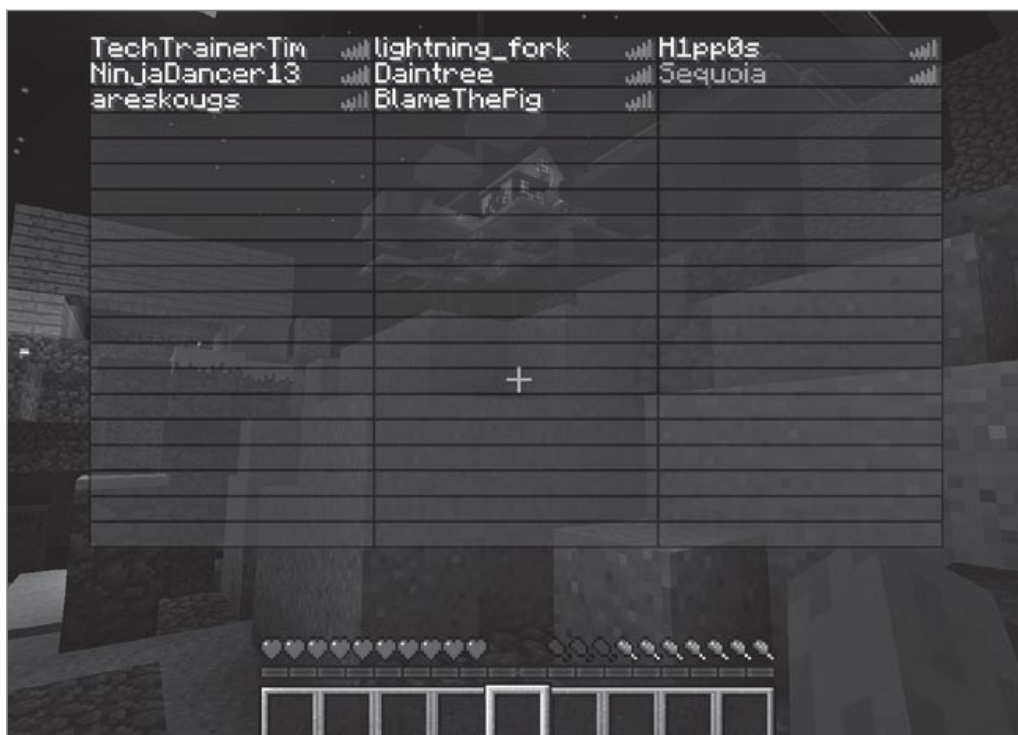 TechTrainerTim lightning_fork H1pp0s
NinjaDancer13 Daintree Sequoia
areskougs BlameThePig